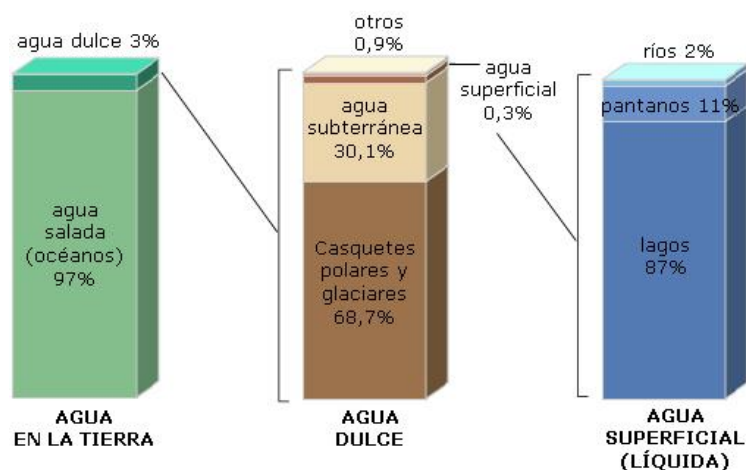 agua dulce 3%
agua
salada
(océanos)
97%
AGUA
EN LA TIERRA
otros
0,9%
agua
superficial
0,3%
agua
subterránea
30,1%
Casquetes
polares y
glaciares
68,7%
AGUA
DULCE
ríos 2%
pantanos 11%
lagos
87%
AGUA
SUPERFICIAL
(LÍQUIDA)